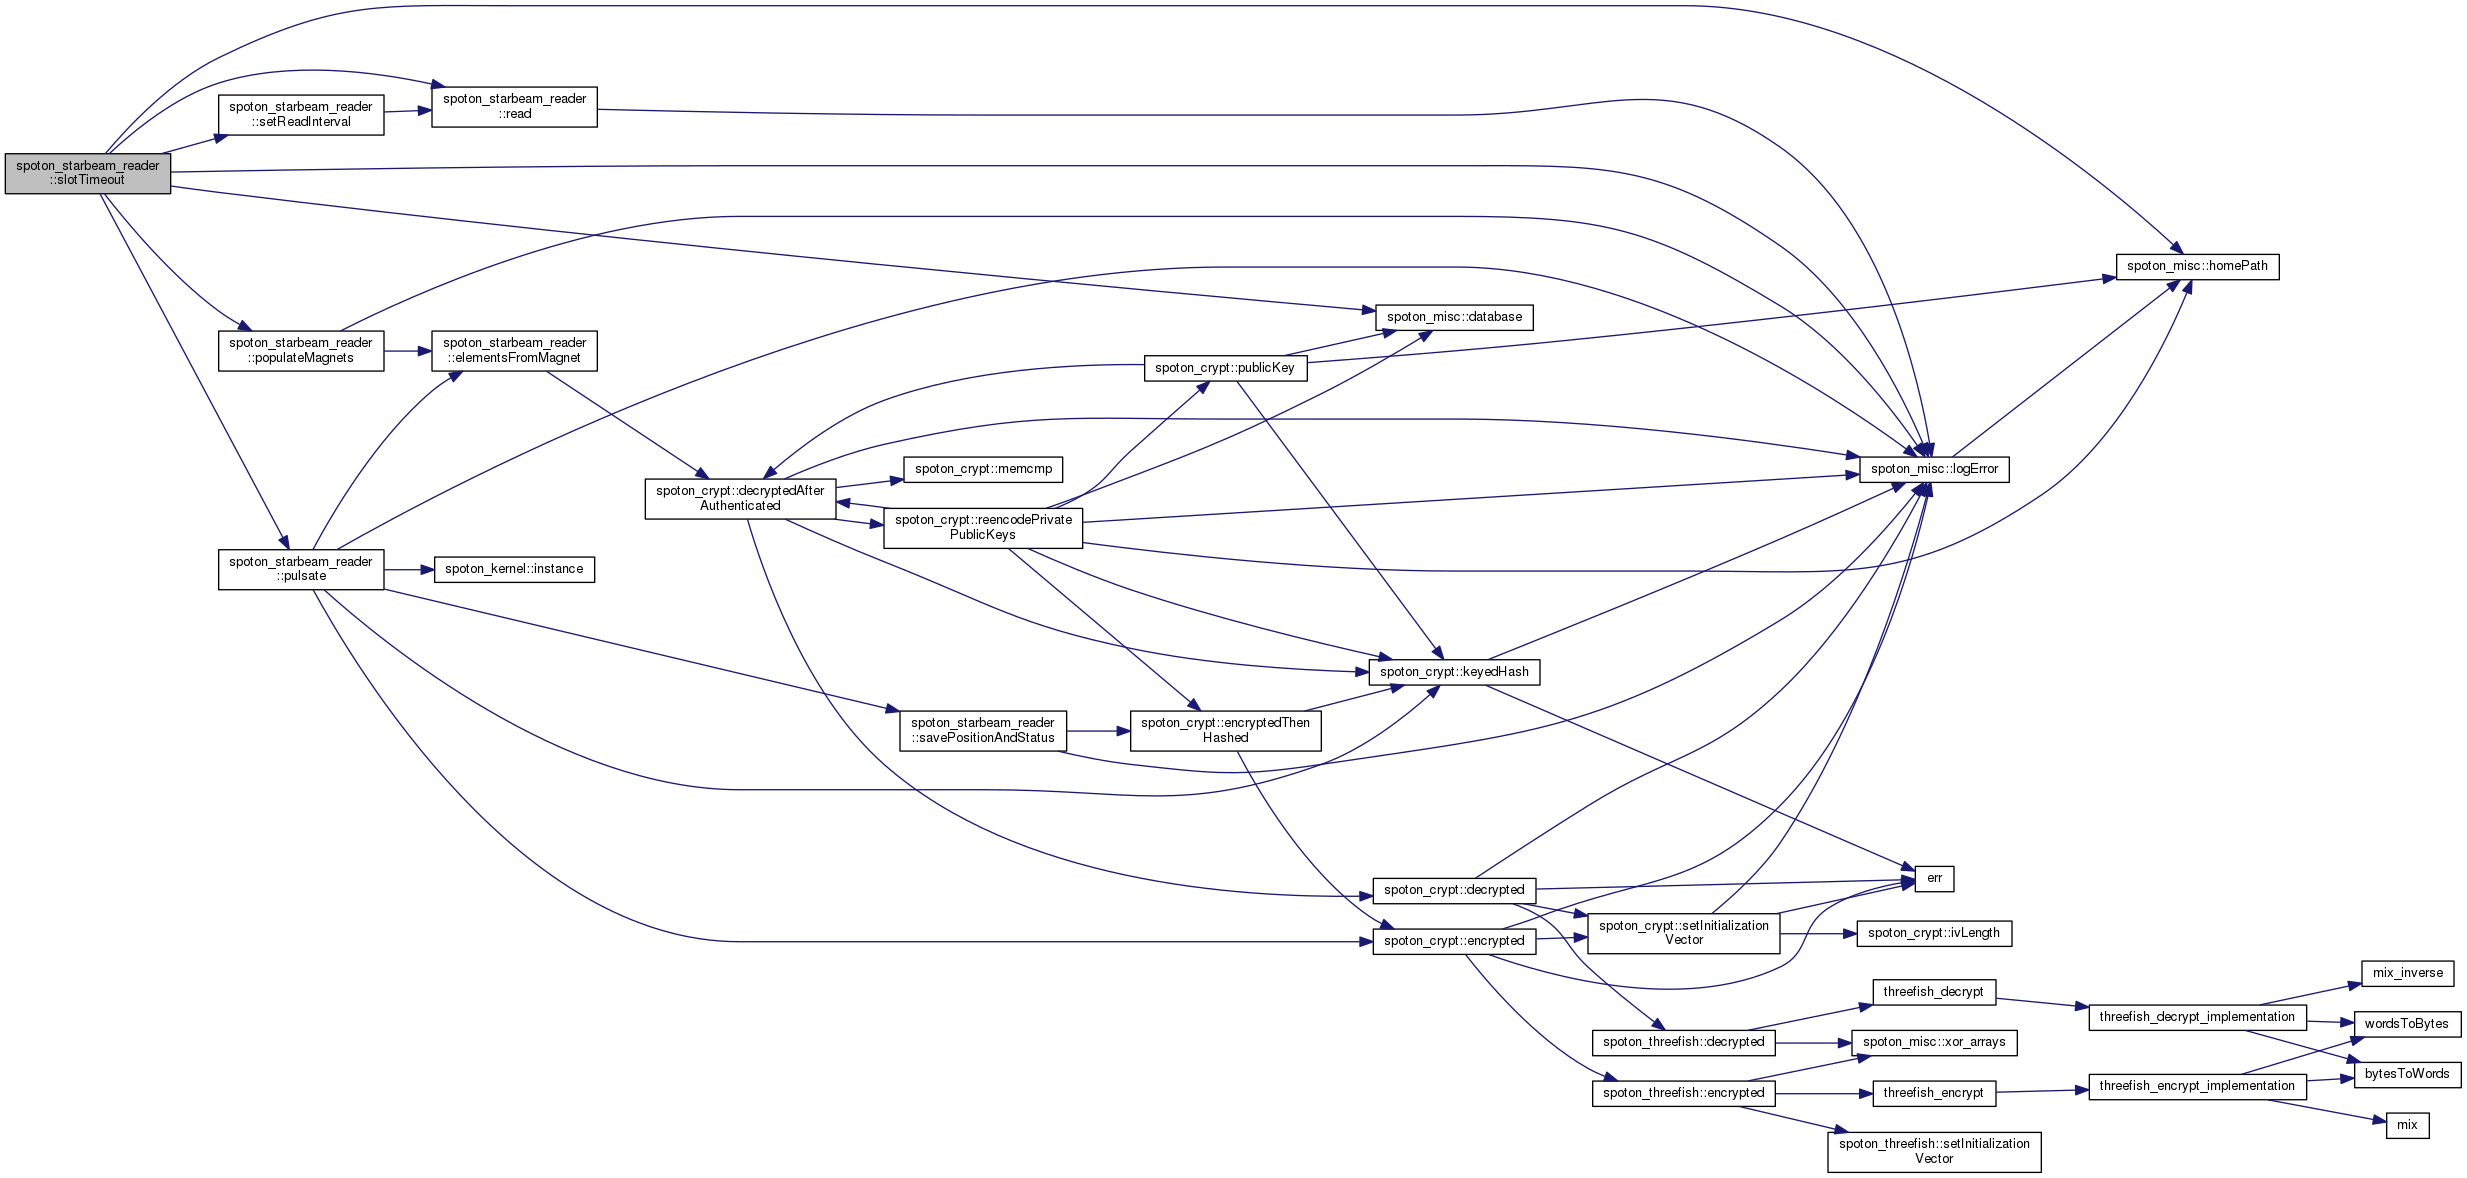 spoton_starbeam_reader
::slotTimeout
spoton_starbeam_reader
::setReadInterval
spoton_starbeam_reader
::read
spoton_starbeam_reader
::populateMagnets
spoton_starbeam_reader
::elementsFromMagnet
spoton_starbeam_reader
::pulsate
spoton_kernel::instance
spoton_crypt::decryptedAfter
Authenticated
spoton_crypt::memcmp
spoton_crypt::reencodePrivate
PublicKeys
spoton_starbeam_reader
::savePositionAndStatus
spoton_crypt::publicKey
spoton_crypt::encryptedThen
Hashed
spoton_misc::database
spoton_crypt::keyedHash
spoton_crypt::decrypted
spoton_crypt::encrypted
spoton_crypt::setInitialization
Vector
spoton_threefish::decrypted
spoton_threefish::encrypted
spoton_misc::homePath
spoton_misc::logError
err
spoton_crypt::ivLength
threefish_decrypt
spoton_misc::xor_arrays
threefish_encrypt
spoton_threefish::setInitialization
Vector
threefish_decrypt_implementation
threefish_encrypt_implementation
mix_inverse
wordsToBytes
bytesToWords
mix